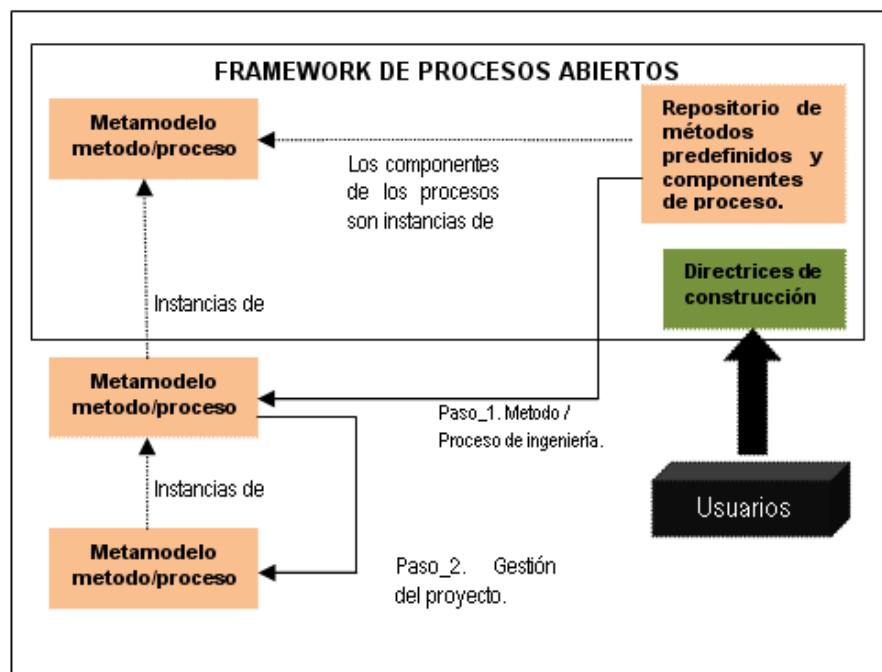 FRAMEWORK DE PROCESOS ABIERTOS
Metamodelo
metodo/proceso
Repositorio de
métodos
predefinidos y
componentes
de proceso.
Los componentes
de los procesos
son instancias de
Directrices de
construcción
Instancias de
Metamodelo
metodo/proceso
Paso_1. Metodo /
Proceso de ingeniería.
Instancias de
Usuarios
Metamodelo
metodo/proceso
Paso_2. Gestión
del proyecto.